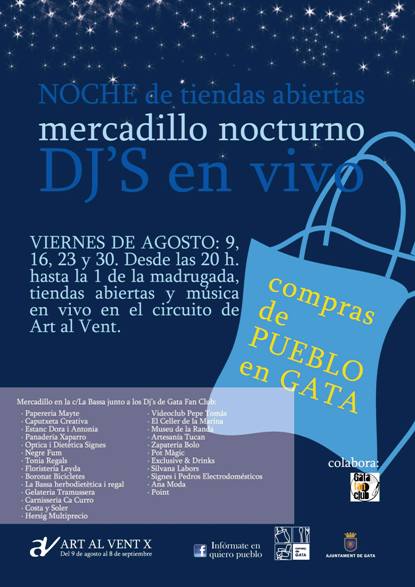 NOCHE de tiendas abiertas
mercadillo nocturno
DJ'S en vivo
VIERNES DE AGOSTO: 9,
16, 23 y 30. Desde las 20 h.
hasta la 1 de la madrugada,
tiendas abiertas y música
en vivo en el circuito de
Art al Vent.
compras
de
PUEBLO
en GATA
Mercadillo en la c/La Bassa junto a los Dj's de Gata Fan Club:
· Papereria Mayte
· Caputxeta Creativa
· Estanc Dora i Antonia
· Panadería Xaparro
· Optica i Dietètica Signes
· Negre Fum
· Tonia Regals
· Floristería Leyda
· Boronat Bicicletes
· La Bassa herbodietètica i regal
· Gelateria Tramussera
· Carnisseria Ca Curro
· Costa y Soler
· Hersig Multiprecio
· Videoclub Pepe Tomás
· El Celler de la Marina
· Museu de la Randa
· Artesanía Tucan
· Zapateria Bolo
· Pot Màgic
· Exclusive & Drinks
· Silvana Labors
· Signes i Pedros Electrodomésticos
· Ana Moda
· Point
colabora:
Gata
fan
club
av ART AL VENT X
Del 9 de agosto al 8 de septiembre
f Infórmate en
quiero pueblo
AJUNTAMENT DE GATA